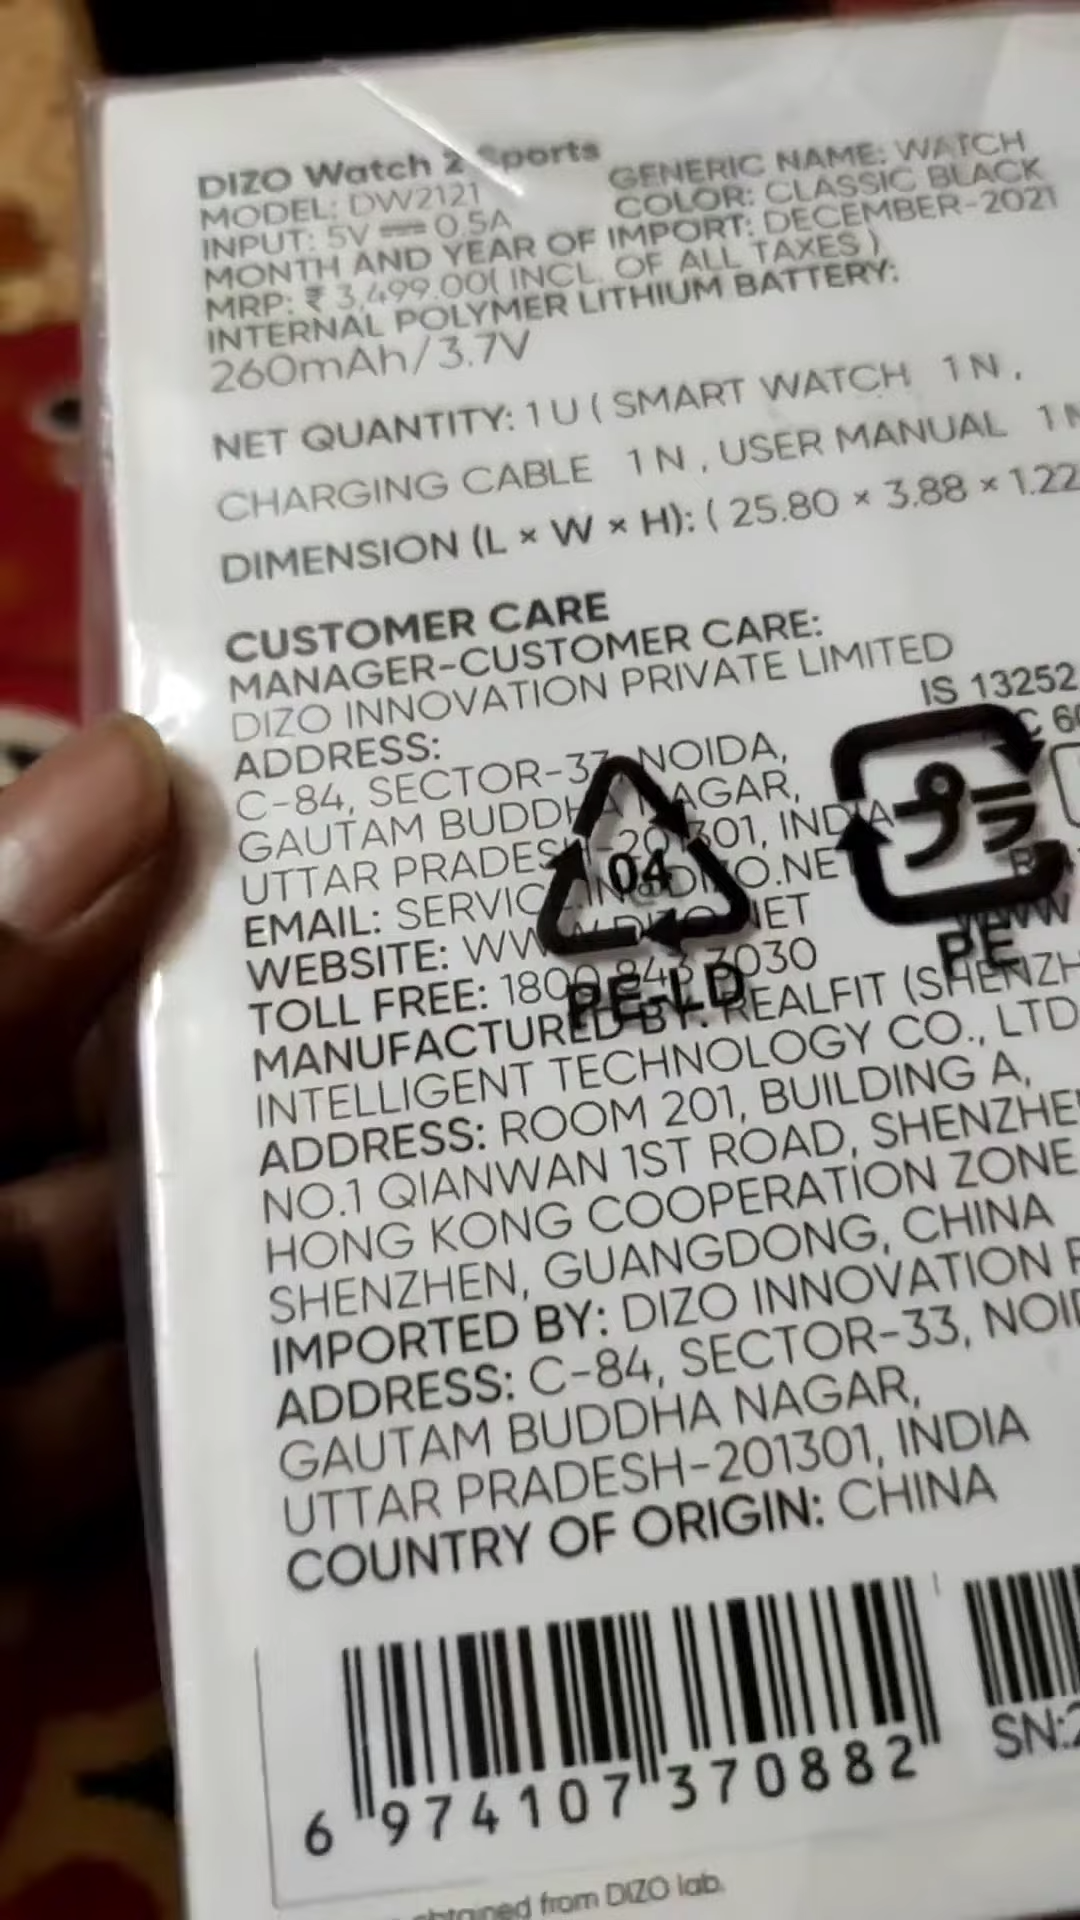 DIZO Watch 2 Sports
MODEL: DW2121
GENERIC NAME: WATCH
INPUT: 5V 0.5A
COLOR: CLASSIC BLACK
MONTH AND YEAR OF IMPORT: DECEMBER-2021
MRP: ₹ 3,499.00( INCL. OF ALL TAXES )
INTERNAL POLYMER LITHIUM BATTERY:
260mAh/3.7V
NET QUANTITY: 1 U ( SMART WATCH 1 N ,
CHARGING CABLE 1 N , USER MANUAL 1
DIMENSION (L × W × H): ( 25.80 × 3.88 × 1.22
CUSTOMER CARE
MANAGER-CUSTOMER CARE:
DIZO INNOVATION PRIVATE LIMITED
IS 13252
ADDRESS:
C-84, SECTOR-33, NOIDA,
GAUTAM BUDDHA NAGAR,
UTTAR PRADESH-201301, INDIA
プラ
04
EMAIL: SERVICE.IN@DIZO.NET
WEBSITE: WWW.DIZO.NET
PE
TOLL FREE: 1800 843 3030
PE-LD
MANUFACTURED BY: REALFIT (SHENZH
INTELLIGENT TECHNOLOGY CO., LTD
ADDRESS: ROOM 201, BUILDING A,
NO.1 QIANWAN 1ST ROAD, SHENZHE
HONG KONG COOPERATION ZONE
SHENZHEN, GUANGDONG, CHINA
IMPORTED BY: DIZO INNOVATION P
ADDRESS: C-84, SECTOR-33, NOI
GAUTAM BUDDHA NAGAR,
UTTAR PRADESH-201301, INDIA
COUNTRY OF ORIGIN: CHINA
6 974107 370882
SN:2
obtained from DIZO lab.